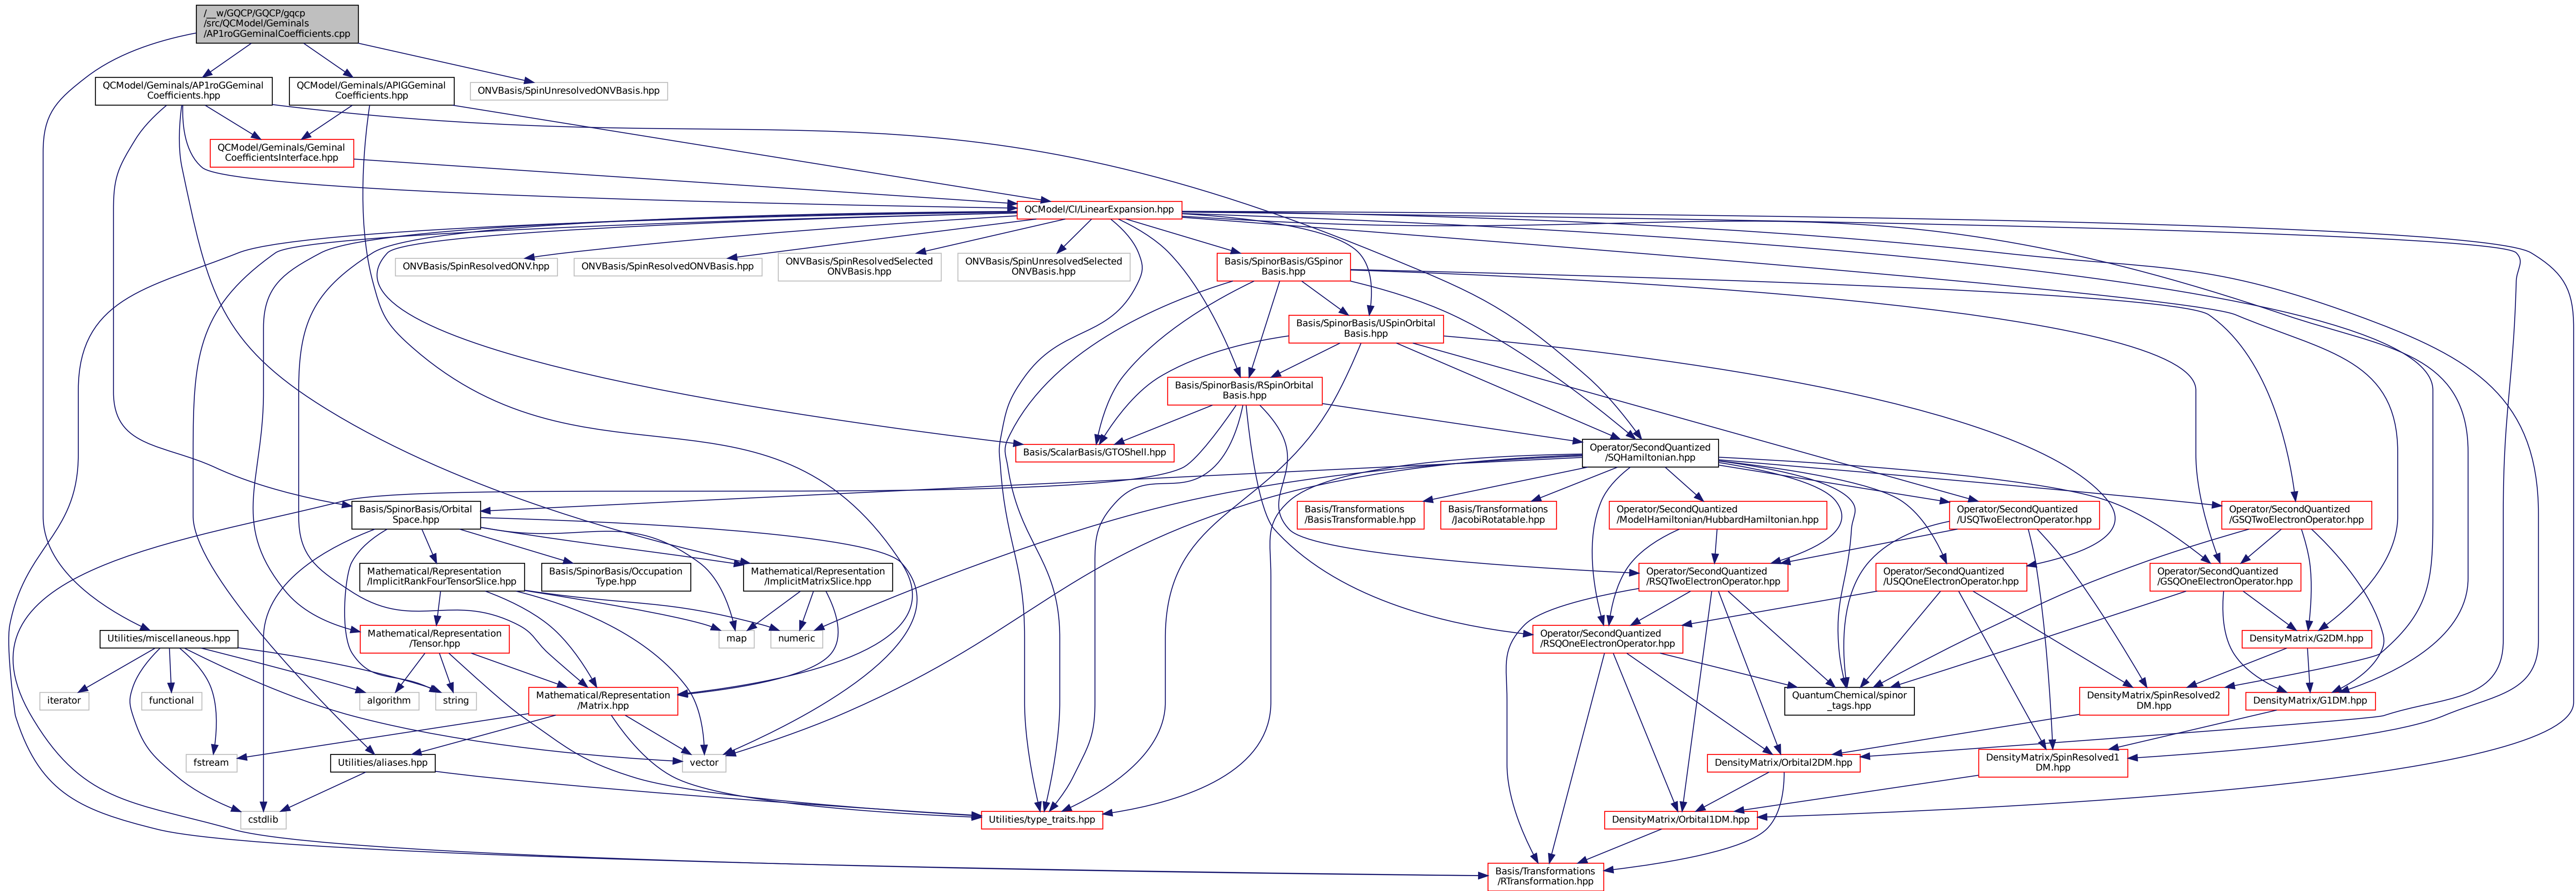 /__w/GQCP/GQCP/gqcp
/src/QCModel/Geminals
/AP1roGGeminalCoefficients.cpp
QCModel/Geminals/AP1roGGeminal
Coefficients.hpp
QCModel/Geminals/APIGGeminal
Coefficients.hpp
ONVBasis/SpinUnresolvedONVBasis.hpp
QCModel/Geminals/Geminal
CoefficientsInterface.hpp
QCModel/CI/LinearExpansion.hpp
ONVBasis/SpinResolvedONV.hpp
ONVBasis/SpinResolvedONVBasis.hpp
ONVBasis/SpinResolvedSelected
ONVBasis.hpp
ONVBasis/SpinUnresolvedSelected
ONVBasis.hpp
Basis/SpinorBasis/GSpinor
Basis.hpp
Basis/SpinorBasis/USpinOrbital
Basis.hpp
Basis/SpinorBasis/RSpinOrbital
Basis.hpp
Basis/ScalarBasis/GTOShell.hpp
Operator/SecondQuantized
/SQHamiltonian.hpp
Basis/SpinorBasis/Orbital
Space.hpp
Basis/Transformations
/BasisTransformable.hpp
Basis/Transformations
/JacobiRotatable.hpp
Operator/SecondQuantized
/ModelHamiltonian/HubbardHamiltonian.hpp
Operator/SecondQuantized
/USQTwoElectronOperator.hpp
Operator/SecondQuantized
/GSQTwoElectronOperator.hpp
Mathematical/Representation
/ImplicitRankFourTensorSlice.hpp
Basis/SpinorBasis/Occupation
Type.hpp
Mathematical/Representation
/ImplicitMatrixSlice.hpp
Operator/SecondQuantized
/RSQTwoElectronOperator.hpp
Operator/SecondQuantized
/USQOneElectronOperator.hpp
Operator/SecondQuantized
/GSQOneElectronOperator.hpp
Utilities/miscellaneous.hpp
Mathematical/Representation
/Tensor.hpp
map
numeric
Operator/SecondQuantized
/RSQOneElectronOperator.hpp
DensityMatrix/G2DM.hpp
iterator
functional
algorithm
string
Mathematical/Representation
/Matrix.hpp
QuantumChemical/spinor
_tags.hpp
DensityMatrix/SpinResolved2
DM.hpp
DensityMatrix/G1DM.hpp
fstream
Utilities/aliases.hpp
vector
DensityMatrix/Orbital2DM.hpp
DensityMatrix/SpinResolved1
DM.hpp
cstdlib
Utilities/type_traits.hpp
DensityMatrix/Orbital1DM.hpp
Basis/Transformations
/RTransformation.hpp